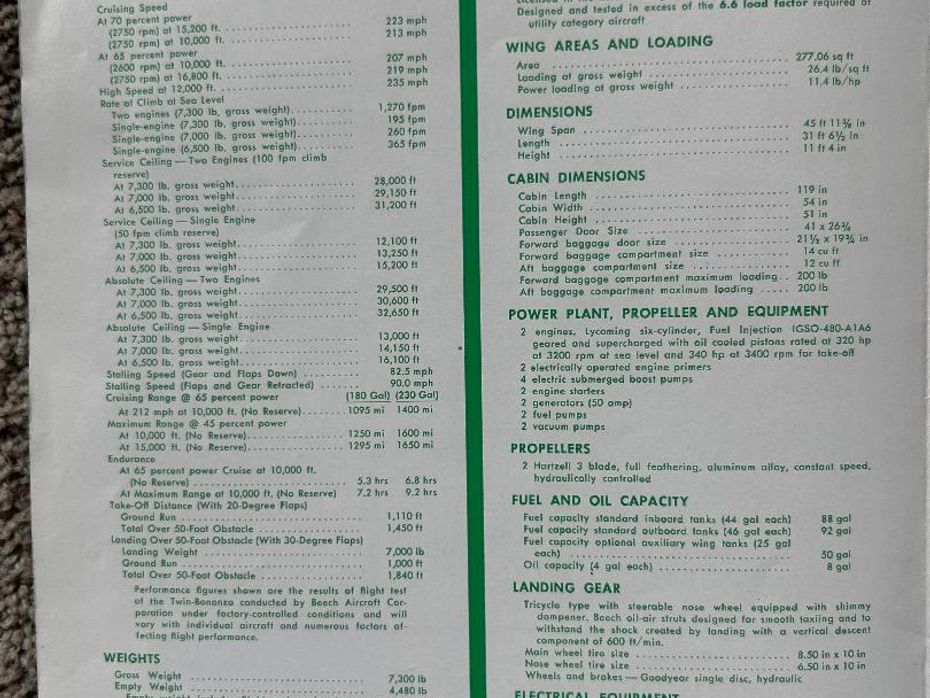 Cruising Speed
At 70 percent power
(2750 rpm) at 15,200 ft. 223 mph
(2750 rpm) at 10,000 ft. 213 mph
At 65 percent power
(2600 rpm) at 10,000 ft. 207 mph
(2750 rpm) at 16,800 ft. 219 mph
High Speed at 12,000 ft. 235 mph
Rate of Climb at Sea Level
Two engines (7,300 lb. gross weight) 1,270 fpm
Single-engine (7,300 lb. gross weight) 195 fpm
Single-engine (7,000 lb. gross weight) 260 fpm
Single-engine (6,500 lb. gross weight) 365 fpm
Service Ceiling — Two Engines (100 fpm climb
reserve)
At 7,300 lb. gross weight 28,000 ft
At 7,000 lb. gross weight 29,150 ft
At 6,500 lb. gross weight 31,200 ft
Service Ceiling — Single Engine
(50 fpm climb reserve)
At 7,300 lb. gross weight 12,100 ft
At 7,000 lb. gross weight 13,250 ft
At 6,500 lb. gross weight 15,200 ft
Absolute Ceiling — Two Engines
At 7,300 lb. gross weight 29,500 ft
At 7,000 lb. gross weight 30,600 ft
At 6,500 lb. gross weight 32,650 ft
Absolute Ceiling — Single Engine
At 7,300 lb. gross weight 13,000 ft
At 7,000 lb. gross weight 14,150 ft
At 6,500 lb. gross weight 16,100 ft
Stalling Speed (Gear and Flaps Down) 82.5 mph
Stalling Speed (Flaps and Gear Retracted) 90.0 mph
Cruising Range @ 65 percent power (180 Gal) (230 Gal)
At 212 mph at 10,000 ft. (No Reserve) 1095 mi 1400 mi
Maximum Range @ 45 percent power
At 10,000 ft. (No Reserve) 1250 mi 1600 mi
At 15,000 ft. (No Reserve) 1295 mi 1650 mi
Endurance
At 65 percent power Cruise at 10,000 ft.
(No Reserve) 5.3 hrs 6.8 hrs
At Maximum Range at 10,000 ft. (No Reserve) 7.2 hrs 9.2 hrs
Take-Off Distance (With 20-Degree Flaps)
Ground Run 1,110 ft
Total Over 50-Foot Obstacle 1,450 ft
Landing Over 50-Foot Obstacle (With 30-Degree Flaps)
Landing Weight 7,000 lb
Ground Run 1,000 ft
Total Over 50-Foot Obstacle 1,840 ft
Performance figures shown are the results of flight test
of the Twin-Bonanza conducted by Beech Aircraft Cor-
poration under factory-controlled conditions and will
vary with individual aircraft and numerous factors af-
fecting flight performance.
WEIGHTS
Gross Weight 7,300 lb
Empty Weight 4,480 lb
Designed and tested in excess of the 6.6 load factor required of
utility category aircraft
WING AREAS AND LOADING
Area 277.06 sq ft
Loading at gross weight 26.4 lb/sq ft
Power loading at gross weight 11.4 lb/hp
DIMENSIONS
Wing Span 45 ft 11⅜ in
Length 31 ft 6½ in
Height 11 ft 4 in
CABIN DIMENSIONS
Cabin Length 119 in
Cabin Width 54 in
Cabin Height 51 in
Passenger Door Size 41 x 26¾
Forward baggage door size 21½ x 19¾ in
Forward baggage compartment size 14 cu ft
Aft baggage compartment size 12 cu ft
Forward baggage compartment maximum loading 200 lb
Aft baggage compartment maximum loading 200 lb
POWER PLANT, PROPELLER AND EQUIPMENT
2 engines, Lycoming six-cylinder, Fuel Injection IGSO-480-A1A6
geared and supercharged with oil cooled pistons rated at 320 hp
at 3200 rpm at sea level and 340 hp at 3400 rpm for take-off
2 electrically operated engine primers
4 electric submerged boost pumps
2 engine starters
2 generators (50 amp)
2 fuel pumps
2 vacuum pumps
PROPELLERS
2 Hartzell 3 blade, full feathering, aluminum alloy, constant speed,
hydraulically controlled
FUEL AND OIL CAPACITY
Fuel capacity standard inboard tanks (44 gal each) 88 gal
Fuel capacity standard outboard tanks (46 gal each) 92 gal
Fuel capacity optional auxiliary wing tanks (25 gal
each) 50 gal
Oil capacity (4 gal each) 8 gal
LANDING GEAR
Tricycle type with steerable nose wheel equipped with shimmy
dampener. Beech oil-air struts designed for smooth taxiing and to
withstand the shock created by landing with a vertical descent
component of 600 ft/min.
Main wheel tire size 8.50 in x 10 in
Nose wheel tire size 6.50 in x 10 in
Wheels and brakes — Goodyear single disc, hydraulic
ELECTRICAL EQUIPMENT